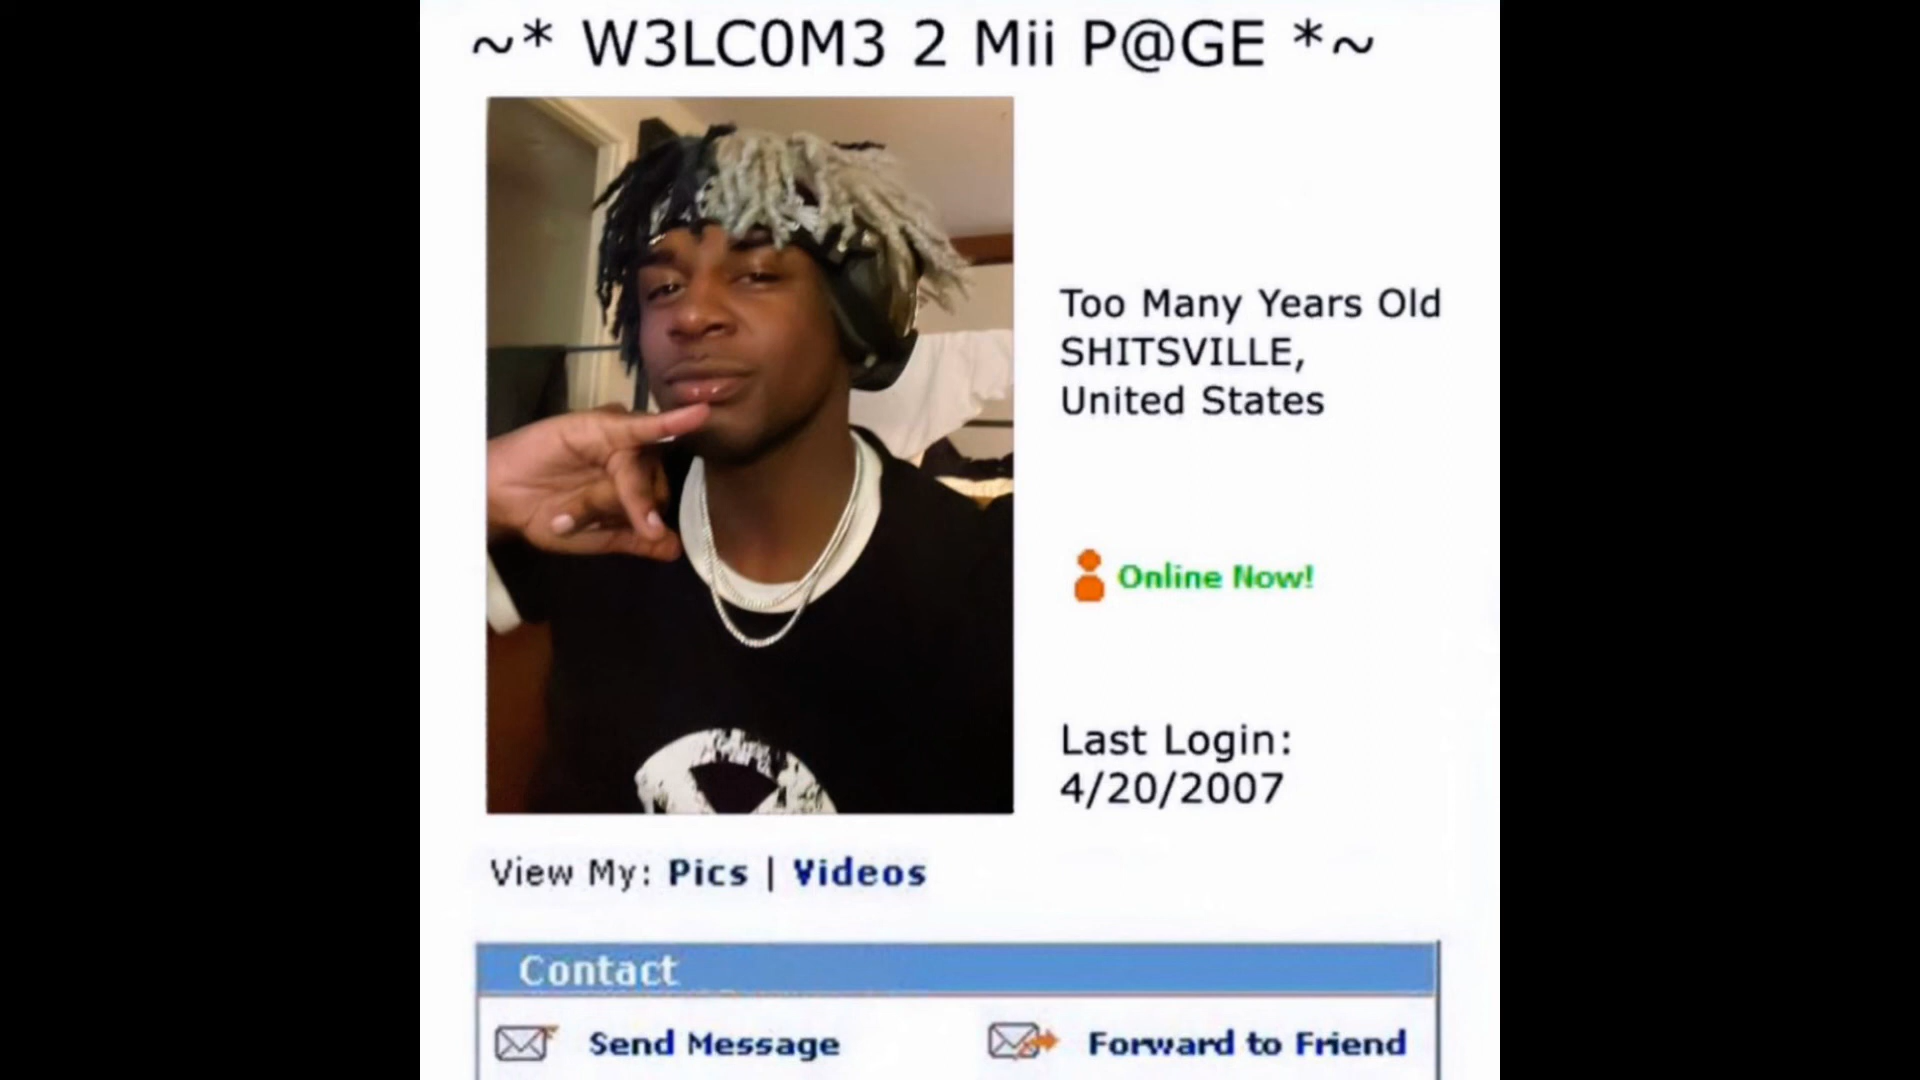 ~* W3LC0M3 2 Mii P@GE *~
Too Many Years Old
SHITSVILLE,
United States
Online Now!
Last Login:
4/20/2007
View My: Pics | Videos
Contact
Send Message
Forward to Friend